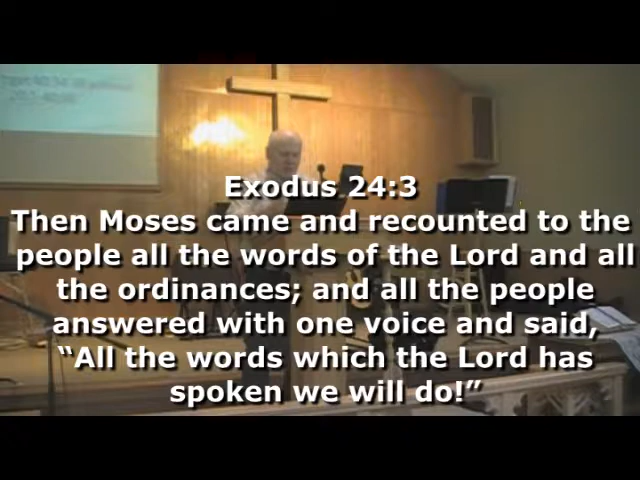 Exodus 24:3
Then Moses came and recounted to the
people all the words of the Lord and all
the ordinances; and all the people
answered with one voice and said,
“All the words which the Lord has
spoken we will do!”